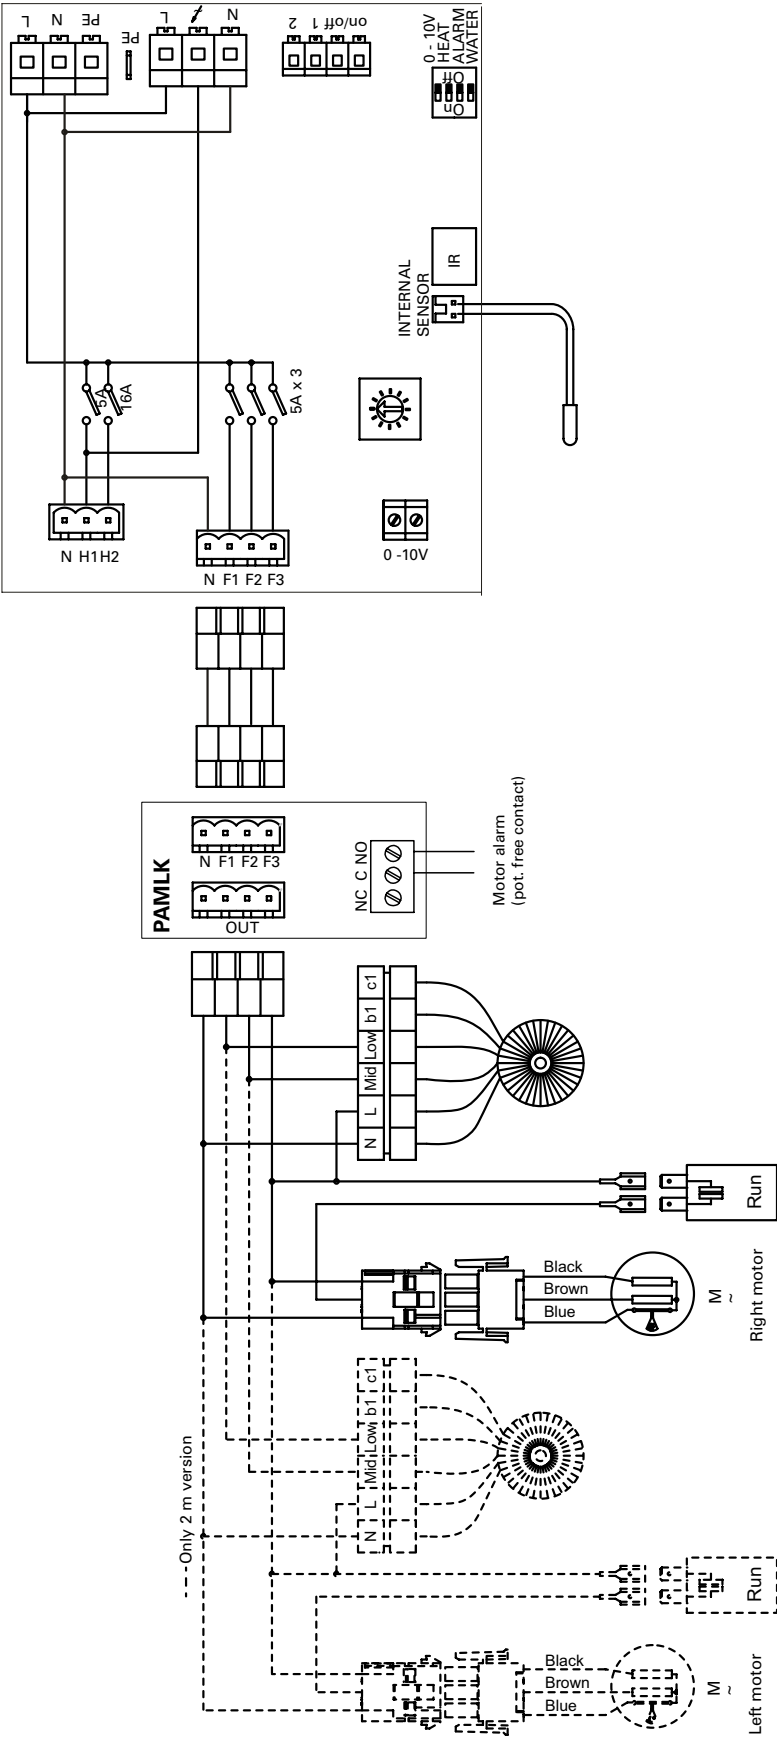 L N PE
PE
L N
2 1 on/off
0 - 10V
HEAT
ALARM
WATER
Off
On
IR
INTERNAL
SENSOR
5A
16A
5A x 3
N H1 H2
N F1 F2 F3
0 -10V
PAMLK
N F1 F2 F3
OUT
NC C NO
Motor alarm
(pot. free contact)
N L Mid Low b1 c1
Run
Black
Brown
Blue
M
~
Right motor
Only 2 m version
N L Mid Low b1 c1
Run
Black
Brown
Blue
M
~
Left motor